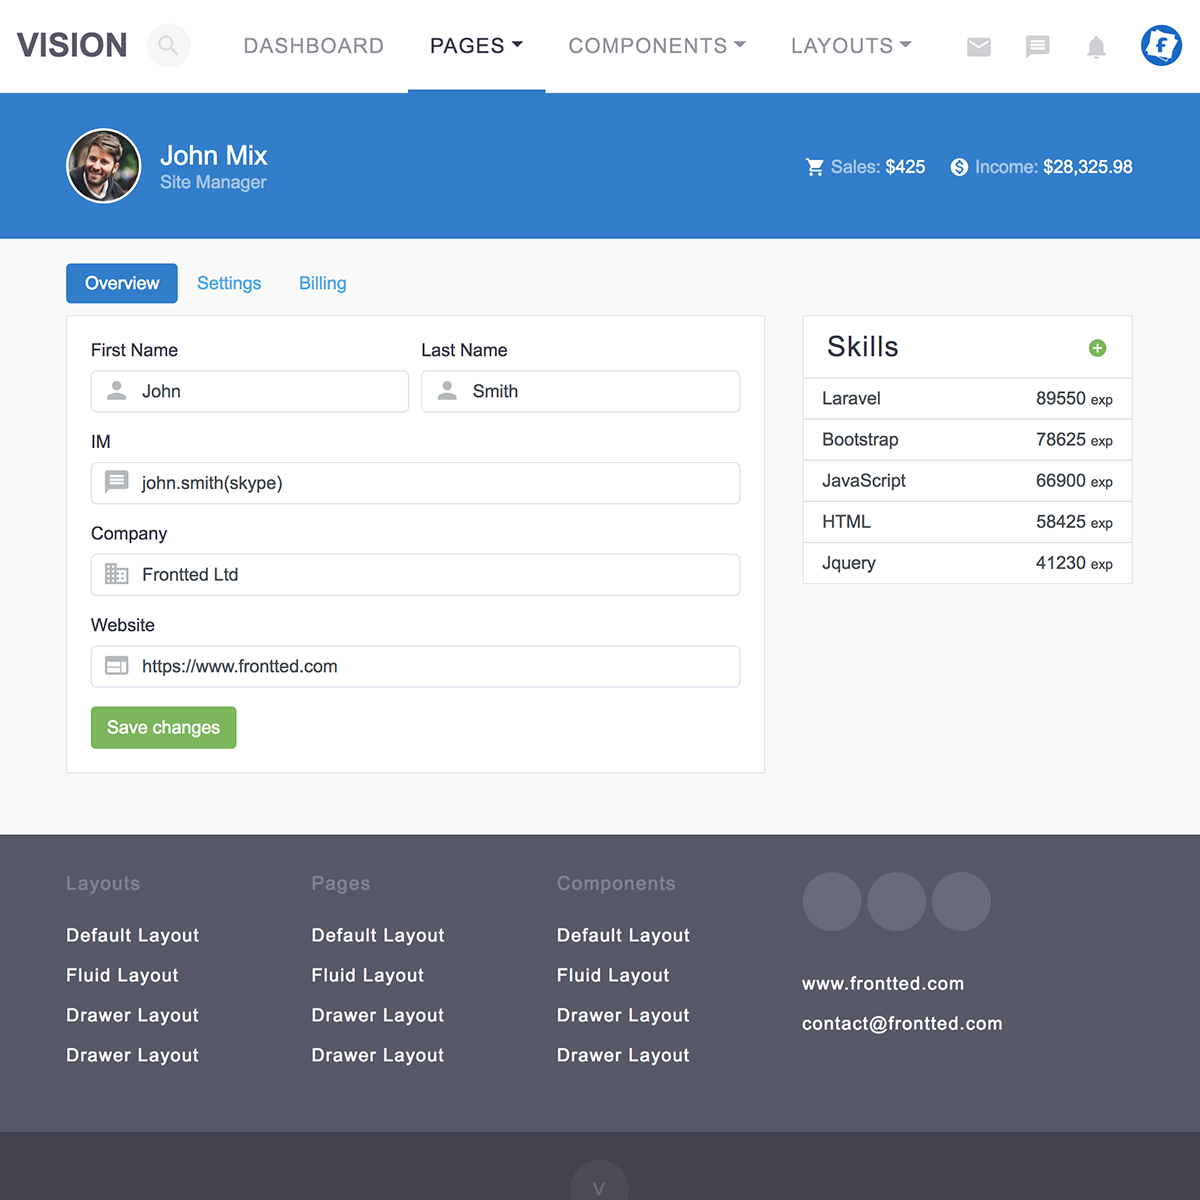 VISION DASHBOARD PAGES COMPONENTS LAYOUTS
John Mix
Site Manager
Sales: $425 Income: $28,325.98
Overview Settings Billing
First Name Last Name
John Smith
IM
john.smith(skype)
Company
Frontted Ltd
Website
https://www.frontted.com
Save changes
Skills
Laravel 89550 exp
Bootstrap 78625 exp
JavaScript 66900 exp
HTML 58425 exp
Jquery 41230 exp
Layouts
Default Layout
Fluid Layout
Drawer Layout
Drawer Layout
Pages
Default Layout
Fluid Layout
Drawer Layout
Drawer Layout
Components
Default Layout
Fluid Layout
Drawer Layout
Drawer Layout
www.frontted.com
contact@frontted.com
V